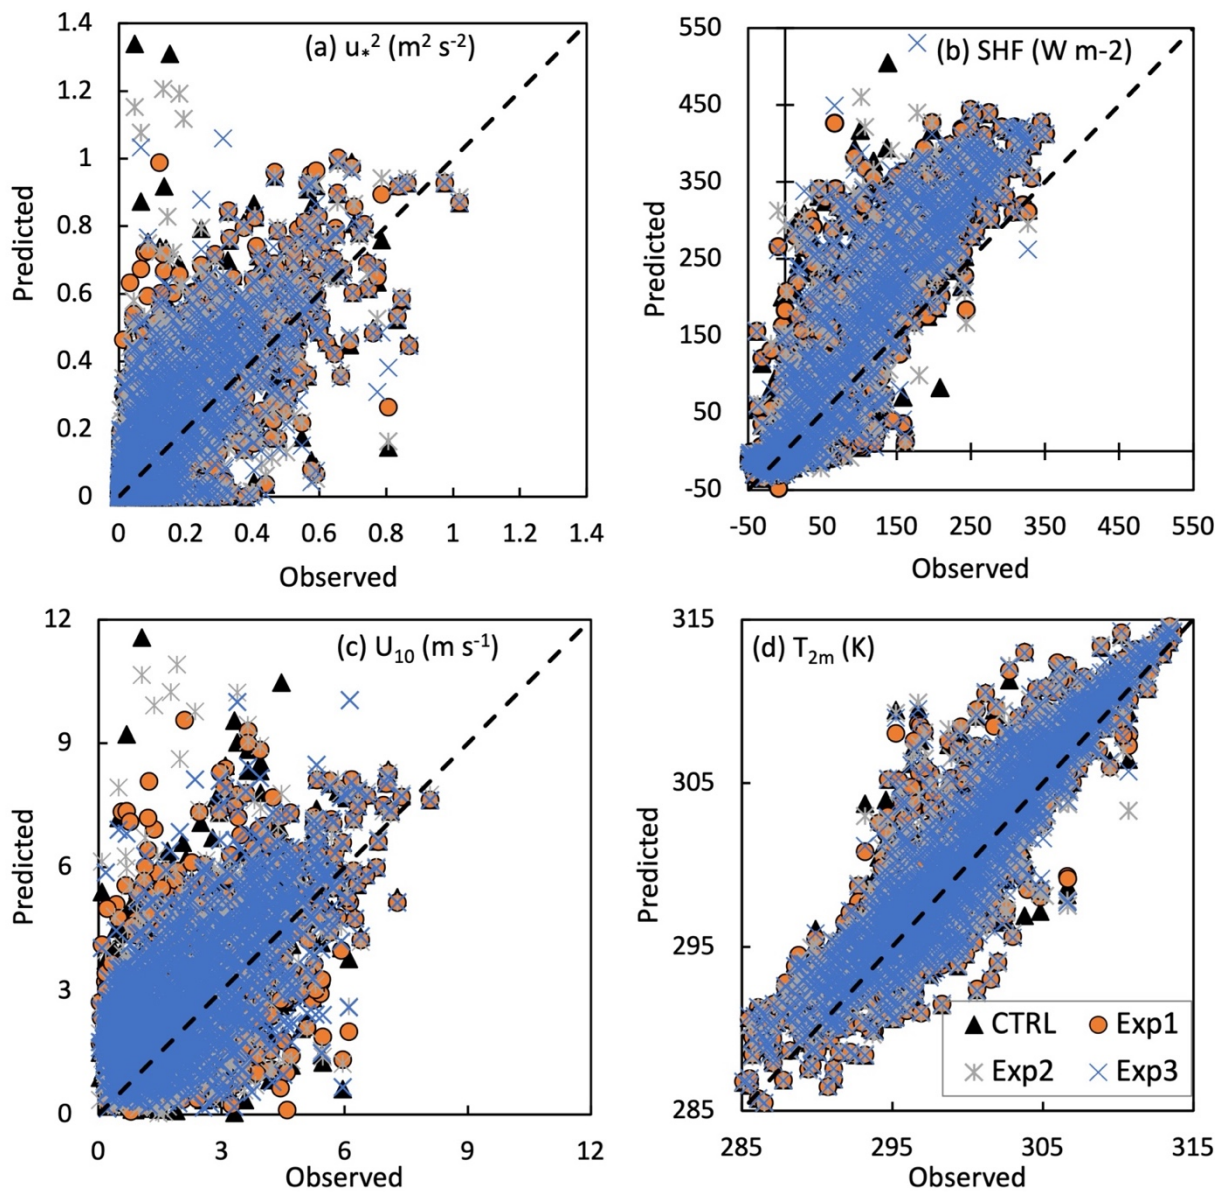 1.4
(a) u*² (m² s⁻²)
1.2
1
0.8
0.6
0.4
0.2
0
Predicted
0 0.2 0.4 0.6 0.8 1 1.2 1.4
Observed
550
(b) SHF (W m-2)
450
350
250
150
50
-50
Predicted
-50 50 150 250 350 450 550
Observed
12
(c) U₁₀ (m s⁻¹)
9
6
3
0
Predicted
0 3 6 9 12
Observed
315
(d) T₂ₘ (K)
305
295
285
Predicted
CTRL Exp1
Exp2 Exp3
285 295 305 315
Observed